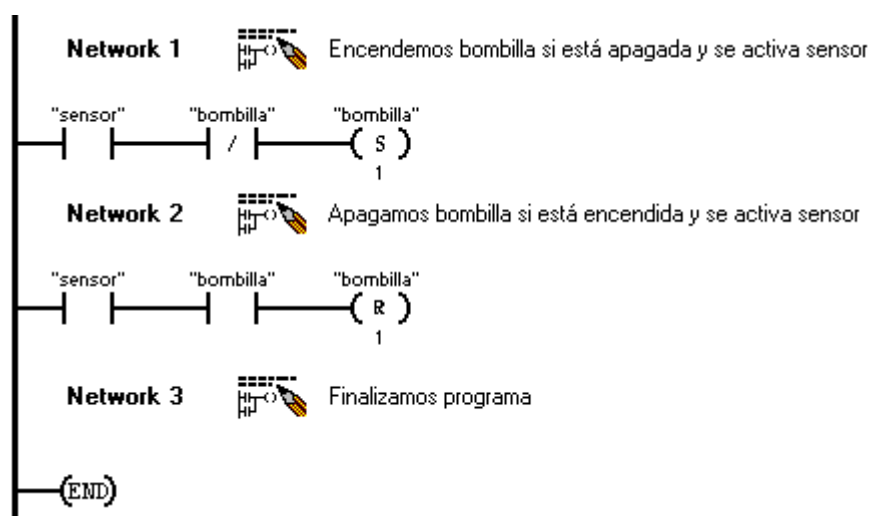 Network 1 Encendemos bombilla si está apagada y se activa sensor
"sensor" "bombilla" "bombilla"
/ ( S )
1
Network 2 Apagamos bombilla si está encendida y se activa sensor
"sensor" "bombilla" "bombilla"
( R )
1
Network 3 Finalizamos programa
(END)